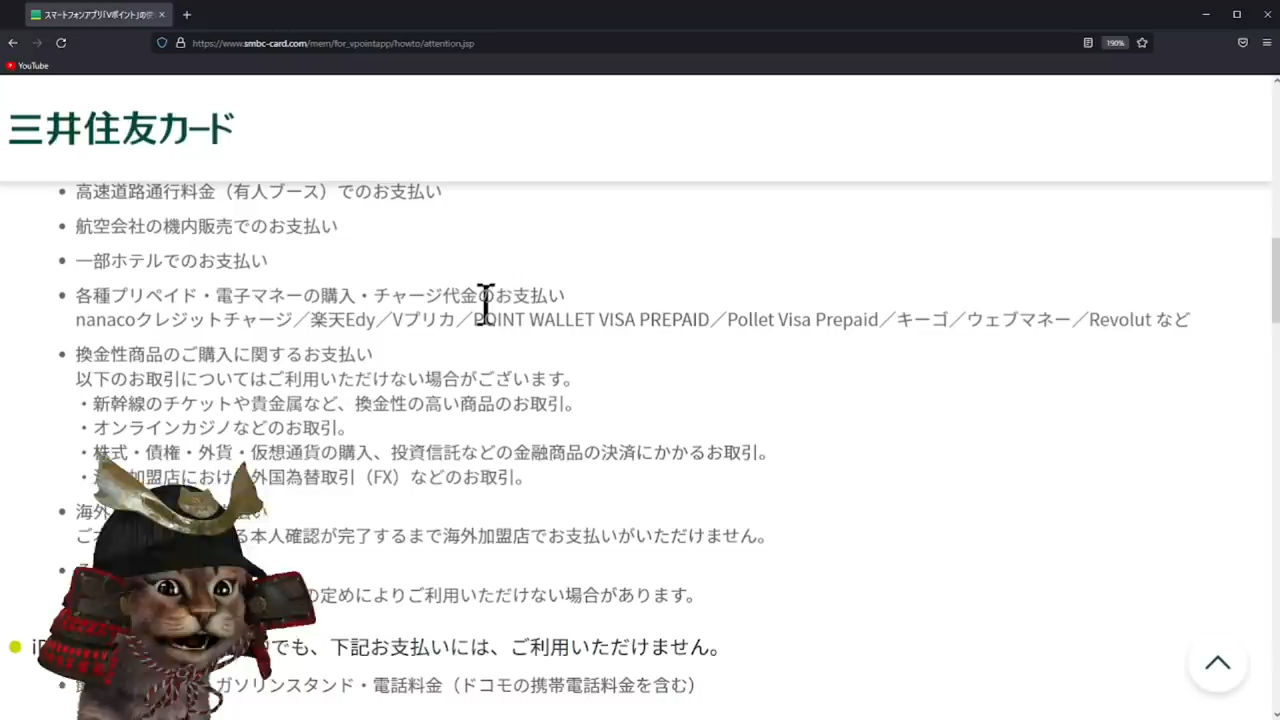 スマートフォンアプリ「Vポイント」の使
https://www.smbc-card.com/mem/for_vpointapp/howto/attention.jsp
190%
YouTube
三井住友カード
高速道路通行料金（有人ブース）でのお支払い
航空会社の機内販売でのお支払い
一部ホテルでのお支払い
各種プリペイド・電子マネーの購入・チャージ代金のお支払い
nanacoクレジットチャージ／楽天Edy／Vプリカ／POINT WALLET VISA PREPAID／Pollet Visa Prepaid／キーゴ／ウェブマネー／Revolut など
換金性商品のご購入に関するお支払い
以下のお取引についてはご利用いただけない場合がございます。
・新幹線のチケットや貴金属など、換金性の高い商品のお取引。
・オンラインカジノなどのお取引。
・株式・債権・外貨・仮想通貨の購入、投資信託などの金融商品の決済にかかるお取引。
加盟店におけ 外国為替取引（FX）などのお取引。
海外
る本人確認が完了するまで海外加盟店でお支払いがいただけません。
の定めによりご利用いただけない場合があります。
でも、下記お支払いには、ご利用いただけません。
ガソリンスタンド・電話料金（ドコモの携帯電話料金を含む）